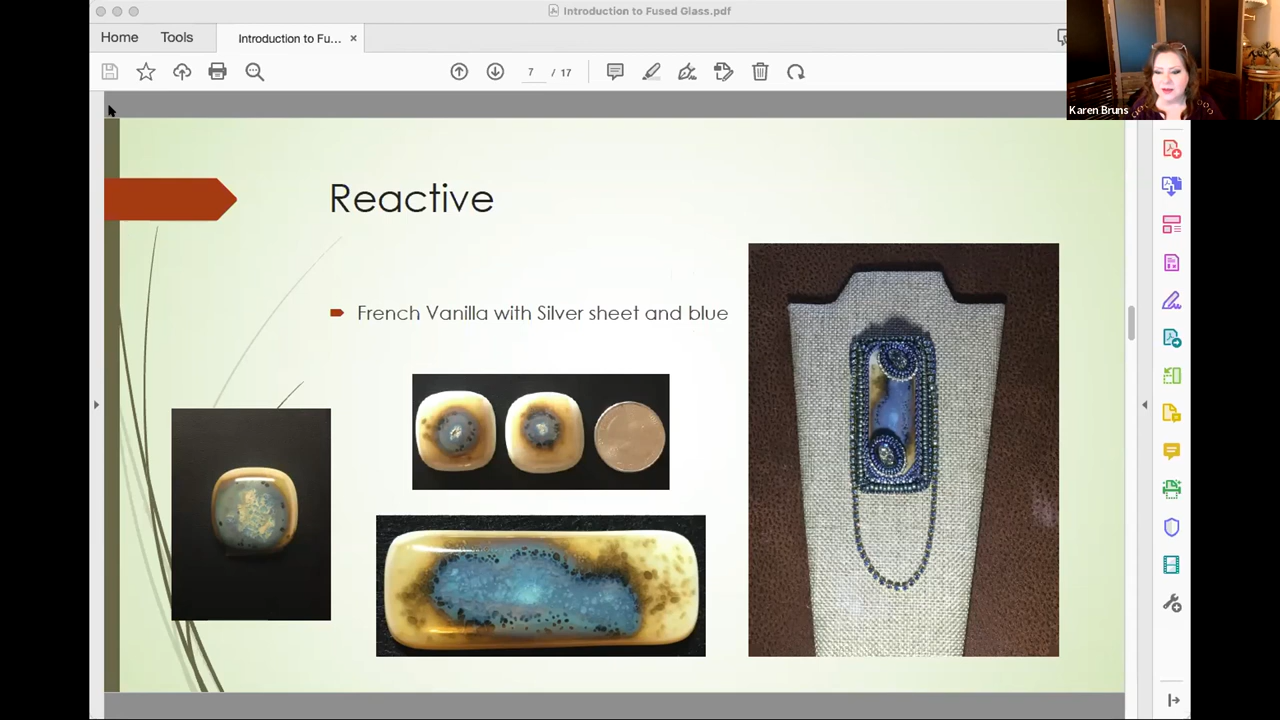 Introduction to Fused Glass.pdf
Home Tools Introduction to Fu... ×
7 / 17
Karen Bruns
Reactive
French Vanilla with Silver sheet and blue